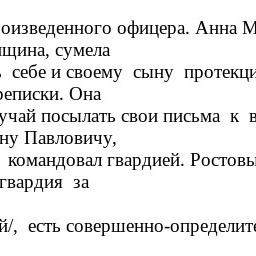 оизведенного офицера. Анна М
щина, сумела
себе и своему сыну протекци
реписки. Она
учай посылать свои письма к в
ну Павловичу,
командовал гвардией. Ростовы
гвардия за
й/, есть совершенно-определите